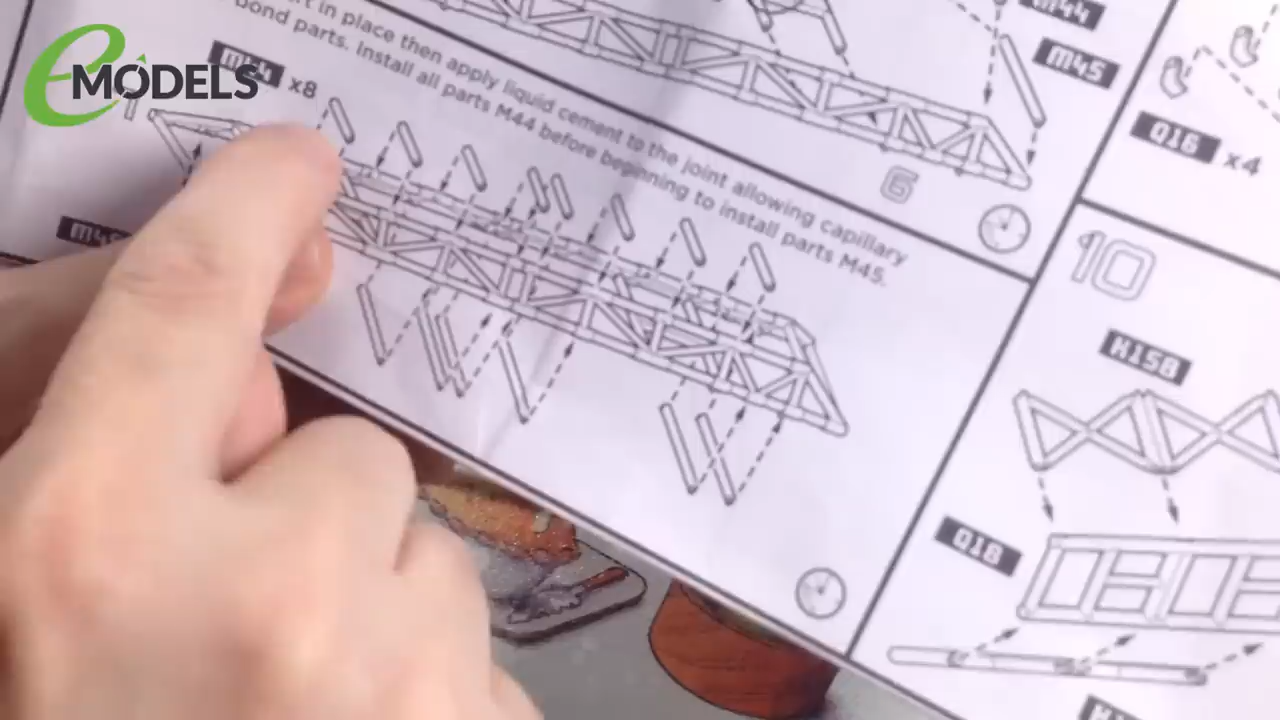 eMODELS
x8
in place then apply liquid cement to the joint allowing capillary
bond parts. Install all parts M44 before beginning to install parts M45.
M44
M45
6
Q16 x4
10
H15B
Q18